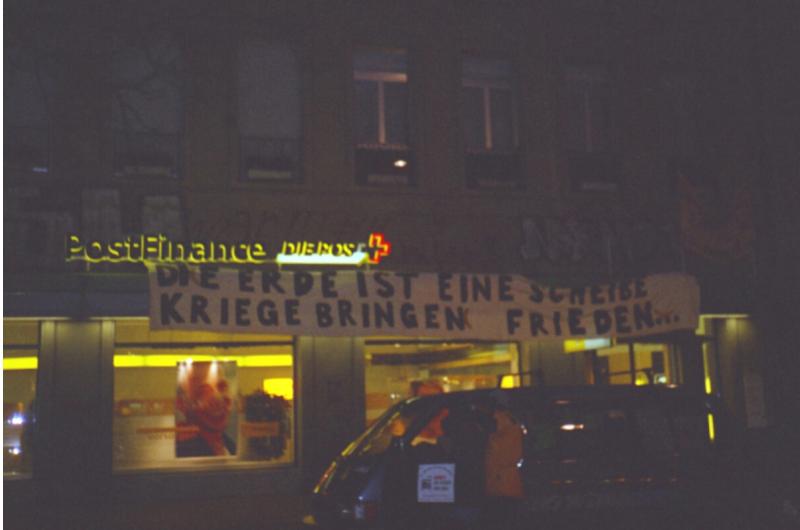 PostFinance DIE POST
DIE ERDE IST EINE SCHEIBE
KRIEGE BRINGEN FRIEDEN...